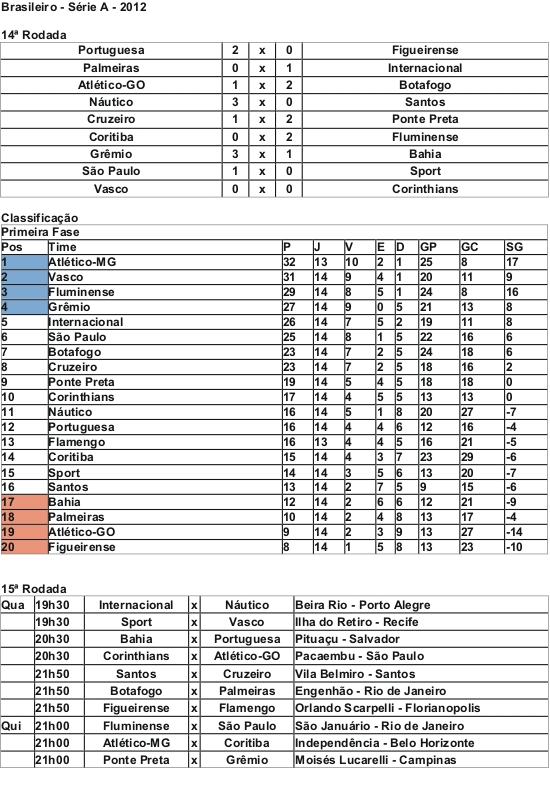 Brasileiro - Série A - 2012
14ª Rodada
Portuguesa 2 x 0 Figueirense
Palmeiras 0 x 1 Internacional
Atlético-GO 1 x 2 Botafogo
Náutico 3 x 0 Santos
Cruzeiro 1 x 2 Ponte Preta
Coritiba 0 x 2 Fluminense
Grêmio 3 x 1 Bahia
São Paulo 1 x 0 Sport
Vasco 0 x 0 Corinthians
Classificação
Primeira Fase
Pos Time P J V E D GP GC SG
1 Atlético-MG 32 13 10 2 1 25 8 17
2 Vasco 31 14 9 4 1 20 11 9
3 Fluminense 29 14 8 5 1 24 8 16
4 Grêmio 27 14 9 0 5 21 13 8
5 Internacional 26 14 7 5 2 19 11 8
6 São Paulo 25 14 8 1 5 22 16 6
7 Botafogo 23 14 7 2 5 24 18 6
8 Cruzeiro 23 14 7 2 5 18 16 2
9 Ponte Preta 19 14 5 4 5 18 18 0
10 Corinthians 17 14 4 5 5 13 13 0
11 Náutico 16 14 5 1 8 20 27 -7
12 Portuguesa 16 14 4 4 6 12 16 -4
13 Flamengo 16 13 4 4 5 16 21 -5
14 Coritiba 15 14 4 3 7 23 29 -6
15 Sport 14 14 3 5 6 13 20 -7
16 Santos 13 14 2 7 5 9 15 -6
17 Bahia 12 14 2 6 6 12 21 -9
18 Palmeiras 10 14 2 4 8 13 17 -4
19 Atlético-GO 9 14 2 3 9 13 27 -14
20 Figueirense 8 14 1 5 8 13 23 -10
15ª Rodada
Qua 19h30 Internacional x Náutico Beira Rio - Porto Alegre
19h30 Sport x Vasco Ilha do Retiro - Recife
20h30 Bahia x Portuguesa Pituaçu - Salvador
20h30 Corinthians x Atlético-GO Pacaembu - São Paulo
21h50 Santos x Cruzeiro Vila Belmiro - Santos
21h50 Botafogo x Palmeiras Engenhão - Rio de Janeiro
21h50 Figueirense x Flamengo Orlando Scarpelli - Florianopolis
Qui 21h00 Fluminense x São Paulo São Januário - Rio de Janeiro
21h00 Atlético-MG x Coritiba Independência - Belo Horizonte
21h00 Ponte Preta x Grêmio Moisés Lucarelli - Campinas